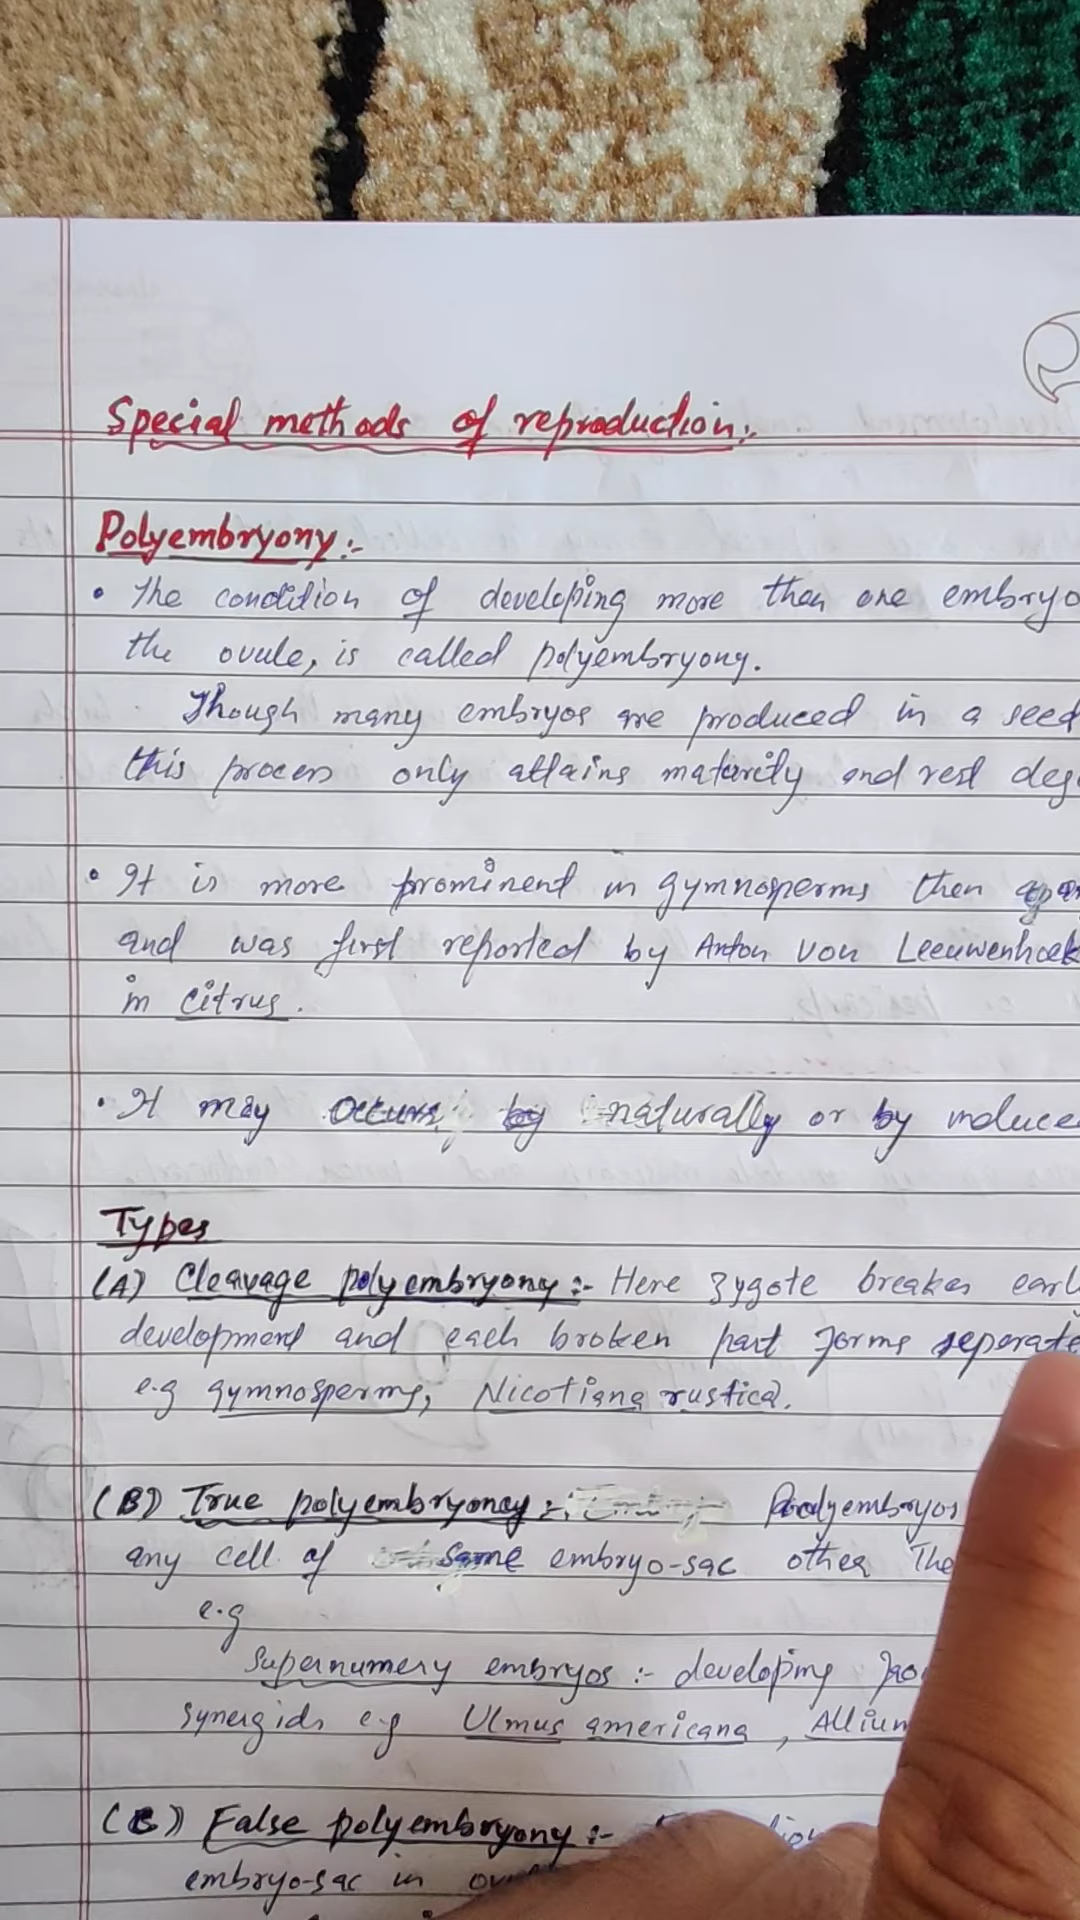 Special methods of reproduction:-
Polyembryony:-
• The condition of developing more than one embryo
the ovule, is called polyembryony.
Though many embryos are produced in a seed
this process only attains maturity and rest deg
• It is more prominent in gymnosperms then
and was first reported by Anton von Leeuwenhoek
in citrus.
• It may occurs by naturally or by induce
Types
(A) Cleavage polyembryony:- Here zygote breakes earl
development and each broken part forms seperate
e.g gymnosperms, Nicotiana rustica.
(B) True polyembryoney:-
any cell of same embryo-sac other The
e.g
Supernumery embryos:- developing
synergids e.g Ulmus americana, Allium
(C) False polyembryony:-
embryo-sac in